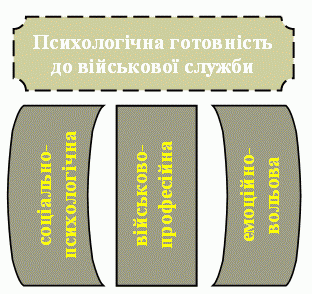 Психологічна готовність
до військової служби
соціально-
психологічна
військово-
професійна
емоційно-
вольова